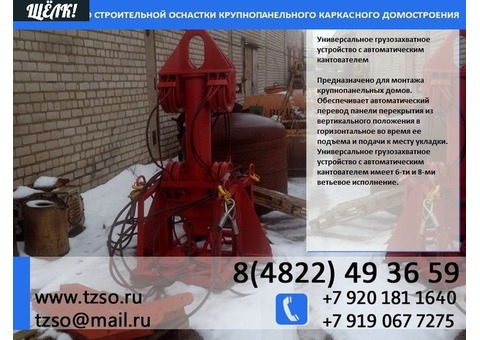 ЩЁЛК!
О СТРОИТЕЛЬНОЙ ОСНАСТКИ КРУПНОПАНЕЛЬНОГО КАРКАСНОГО ДОМОСТРОЕНИЯ
Универсальное грузозахватное
устройство с автоматическим
кантователем
Предназначено для монтажа
крупнопанельных домов.
Обеспечивает автоматический
перевод панели перекрытия из
вертикального положения в
горизонтальное во время ее
подъема и подачи к месту укладки.
Универсальное грузозахватное
устройство с автоматическим
кантователем имеет 6-ти и 8-ми
ветьевое исполнение.
8(4822) 49 36 59
www.tzso.ru
+7 920 181 1640
tzso@mail.ru
+7 919 067 7275